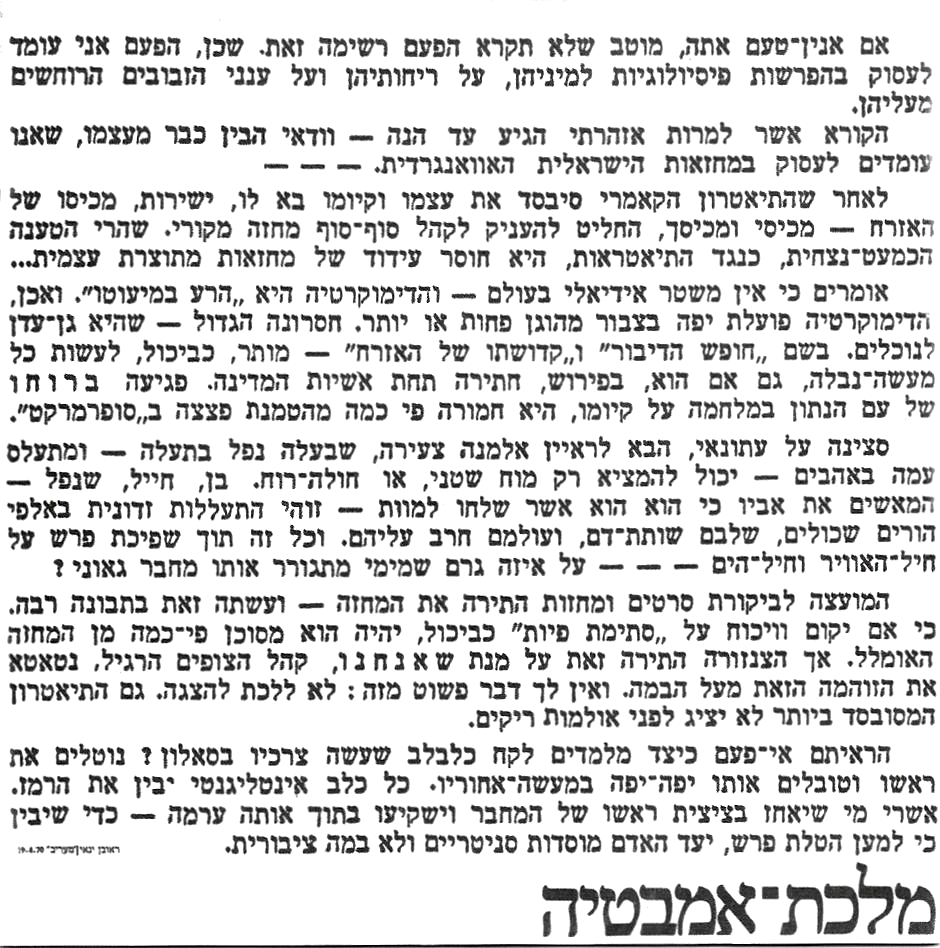 אם אנין־טעם אתה, מוטב שלא תקרא הפעם רשימה זאת. שכן, הפעם אני עומד
לעסוק בהפרשות פיסיולוגיות למיניהן, על ריחותיהן ועל ענני הזבובים הרוחשים
מעליהן.
הקורא אשר למרות אזהרתי הגיע עד הנה — וודאי הבין כבר מעצמו, שאנו
עומדים לעסוק במחזאות הישראלית האוואנגרדית. — — —
לאחר שהתיאטרון הקאמרי סיבסד את עצמו וקיומו בא לו, ישירות, מכיסו של
האזרח — מכיסי ומכיסך, החליט להעניק לקהל סוף־סוף מחזה מקורי. שהרי הטענה
הכמעט־נצחית, כנגד התיאטראות, היא חוסר עידוד של מחזאות מתוצרת עצמית...
אומרים כי אין משטר אידיאלי בעולם — והדימוקרטיה היא „הרע במיעוטו”. ואכן,
הדימוקרטיה פועלת יפה בצבור מהוגן פחות או יותר. חסרונה הגדול — שהיא גן־עדן
לנוכלים. בשם „חופש הדיבור” ו„קדושתו של האזרח” — מותר, כביכול, לעשות כל
מעשה־נבלה, גם אם הוא, בפירוש, חתירה תחת אשיות המדינה. פגיעה ב ר ו ח ו
של עם הנתון במלחמה על קיומו, היא חמורה פי כמה מהטמנת פצצה ב„סופרמרקט”.
סצינה על עתונאי, הבא לראיין אלמנה צעירה, שבעלה נפל בתעלה — ומתעלס
עמה באהבים — יכול להמציא רק מוח שטני, או חולה־רוח. בן, חייל, שנפל —
המאשים את אביו כי הוא הוא אשר שלחו למוות — זוהי התעללות זדונית באלפי
הורים שכולים, שלבם שותת־דם, ועולמם חרב עליהם. וכל זה תוך שפיכת פרש על
חיל־האוויר וחיל־הים — — — על איזה גרם שמימי מתגורר אותו מחבר גאוני ?
המועצה לביקורת סרטים ומחזות התירה את המחזה — ועשתה זאת בתבונה רבה.
כי אם יקום וויכוח על „סתימת פיות” כביכול, יהיה הוא מסוכן פי־כמה מן המחזה
האומלל. אך הצנזורה התירה זאת על מנת ש א נ ח נ ו, קהל הצופים הרגיל, נטאטא
את הזוהמה הזאת מעל הבמה. ואין לך דבר פשוט מזה : לא ללכת להצגה. גם התיאטרון
המסובסד ביותר לא יציג לפני אולמות ריקים.
הראיתם אי־פעם כיצד מלמדים לקח כלבלב שעשה צרכיו בסאלון ? נוטלים את
ראשו וטובלים אותו יפה־יפה במעשה־אחוריו. כל כלב אינטליגנטי יבין את הרמז.
אשרי מי שיאחז בציצית ראשו של המחבר וישקיעו בתוך אותה ערמה — כדי שיבין
כי למען הטלת פרש, יעד האדם מוסדות סניטריים ולא במה ציבורית.
ראובן ינאי/„מעריב” 19.4.70
מלכת־אמבטיה